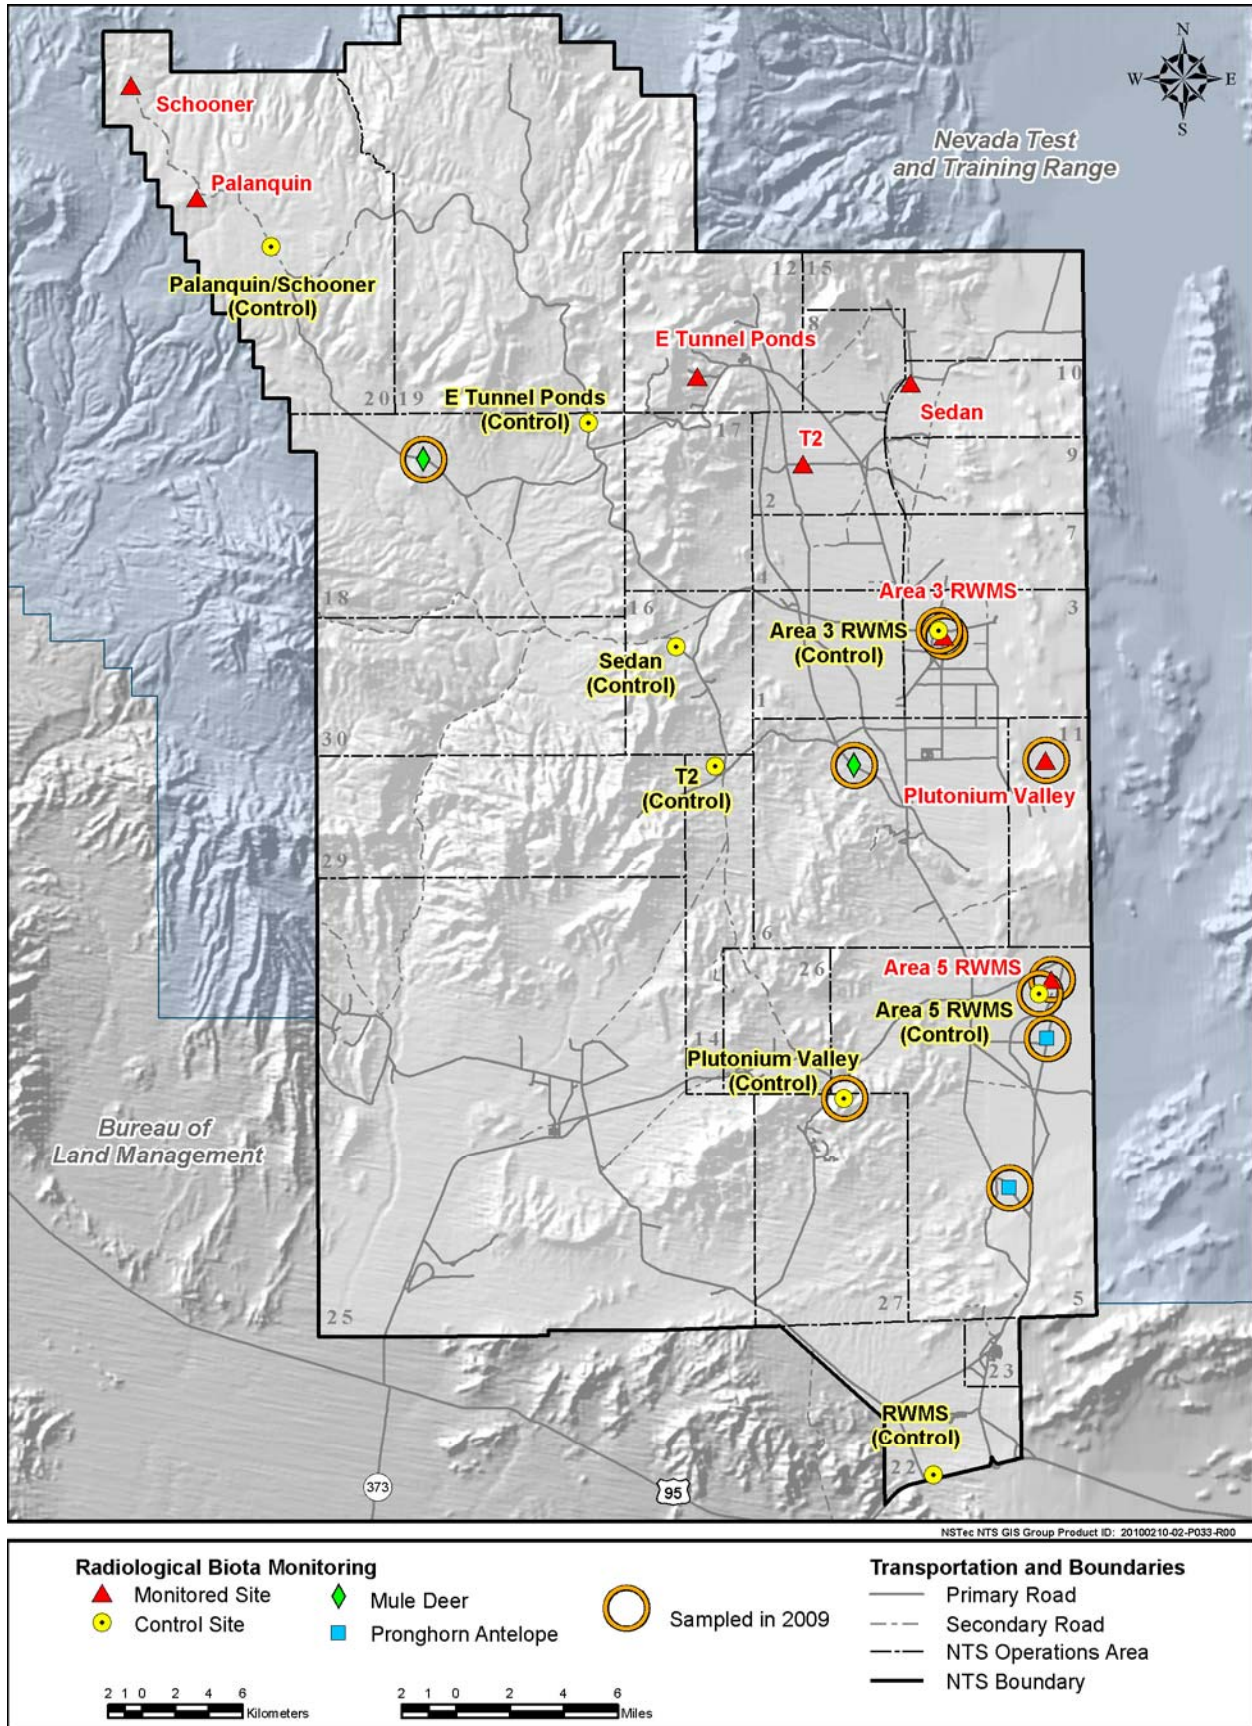 N
W
E
S
Schooner
Nevada Test
and Training Range
Palanquin
Palanquin/Schooner
(Control)
12
15
8
E Tunnel Ponds
10
20
19
E Tunnel Ponds
(Control)
Sedan
17
T2
9
2
7
18
16
4
Area 3 RWMS
3
Area 3 RWMS
(Control)
Sedan
(Control)
1
30
11
T2
(Control)
Plutonium Valley
29
6
26
Area 5 RWMS
Area 5 RWMS
(Control)
14
Plutonium Valley
(Control)
Bureau of
Land Management
25
27
5
23
RWMS
(Control)
22
373
95
NSTec NTS GIS Group Product ID: 20100210-02-P033-R00
Radiological Biota Monitoring
Monitored Site
Control Site
Mule Deer
Pronghorn Antelope
Sampled in 2009
Transportation and Boundaries
Primary Road
Secondary Road
NTS Operations Area
NTS Boundary
2 1 0 2 4 6
Kilometers
2 1 0 2 4 6
Miles